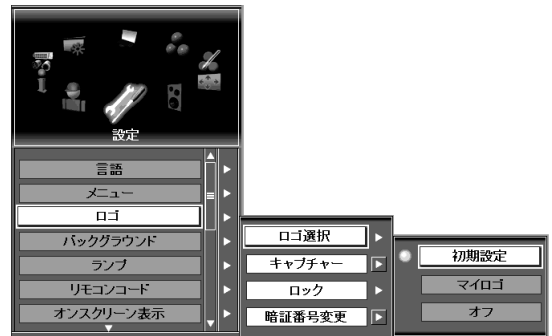 設定
言語
メニュー
ロゴ
バックグラウンド
ランプ
リモコンコード
オンスクリーン表示
ロゴ選択
キャプチャー
ロック
暗証番号変更
初期設定
マイロゴ
オフ